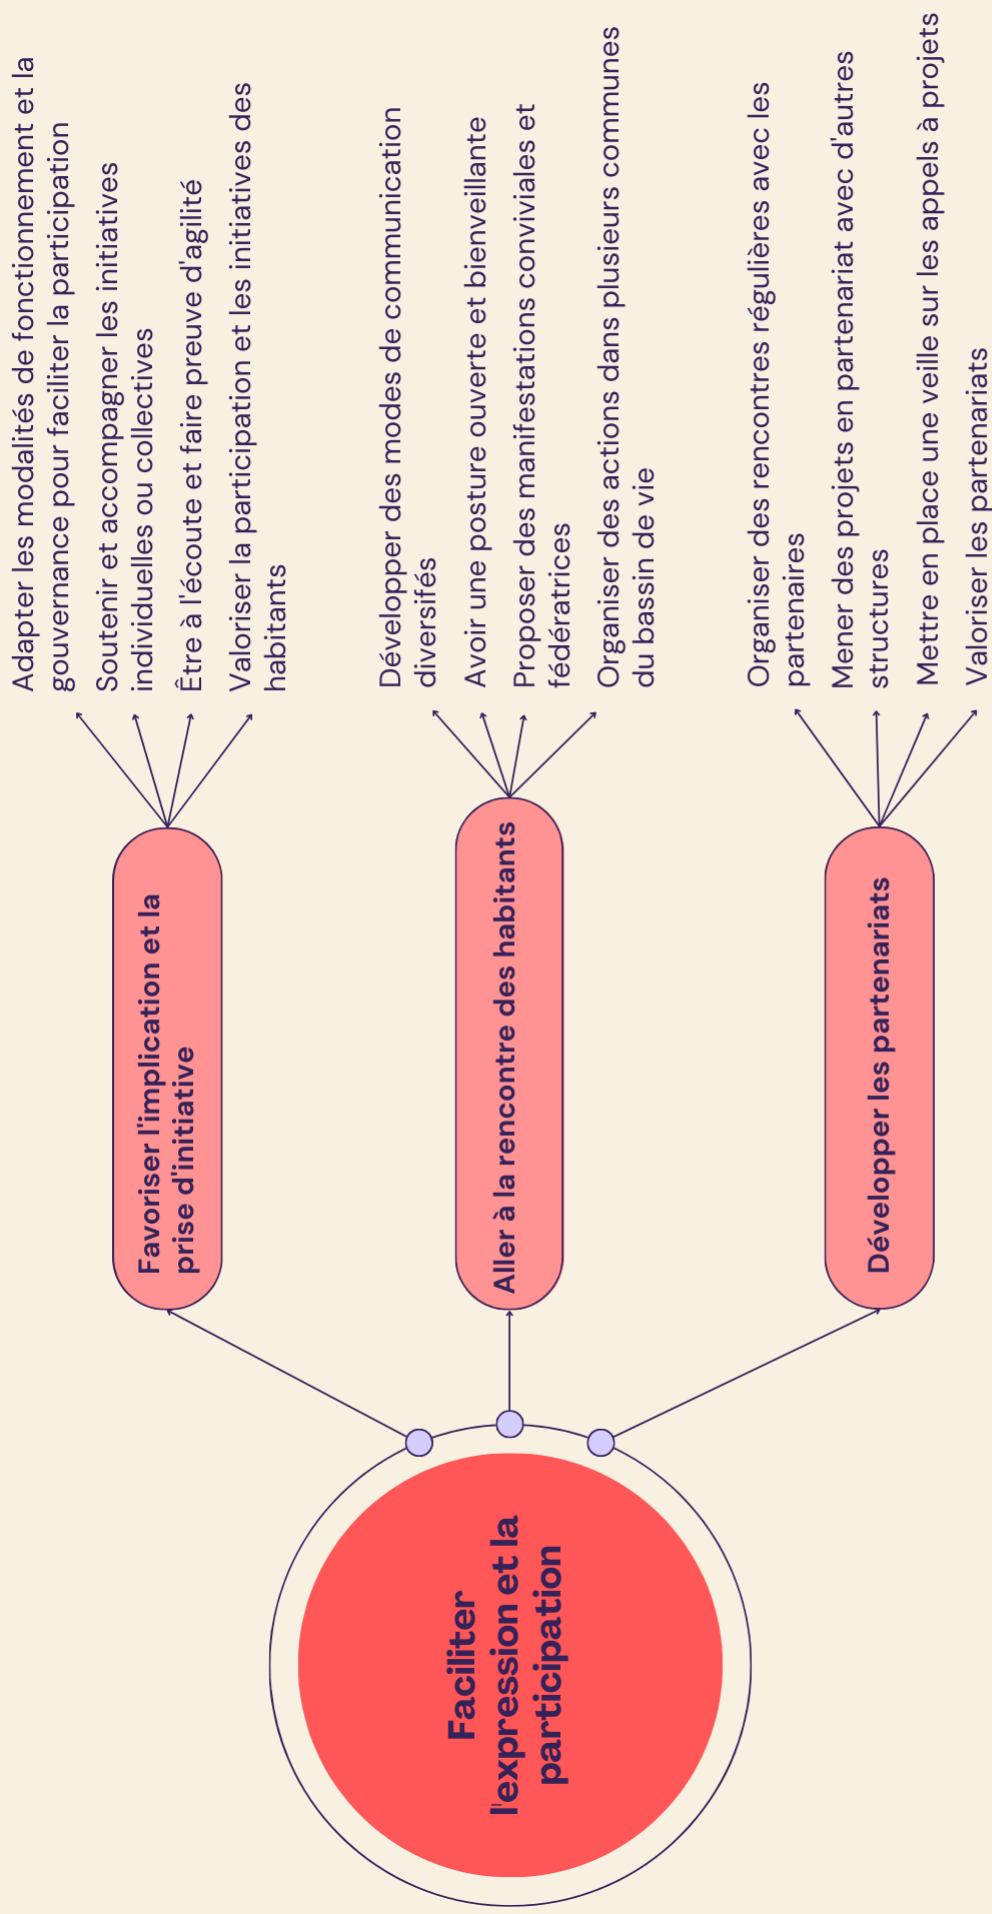 Faciliter
l'expression et la
participation
Favoriser l'implication et la
prise d'initiative
Adapter les modalités de fonctionnement et la
gouvernance pour faciliter la participation
Soutenir et accompagner les initiatives
individuelles ou collectives
Être à l'écoute et faire preuve d'agilité
Valoriser la participation et les initiatives des
habitants
Aller à la rencontre des habitants
Développer des modes de communication
diversifés
Avoir une posture ouverte et bienveillante
Proposer des manifestations conviviales et
fédératrices
Organiser des actions dans plusieurs communes
du bassin de vie
Développer les partenariats
Organiser des rencontres régulières avec les
partenaires
Mener des projets en partenariat avec d'autres
structures
Mettre en place une veille sur les appels à projets
Valoriser les partenariats